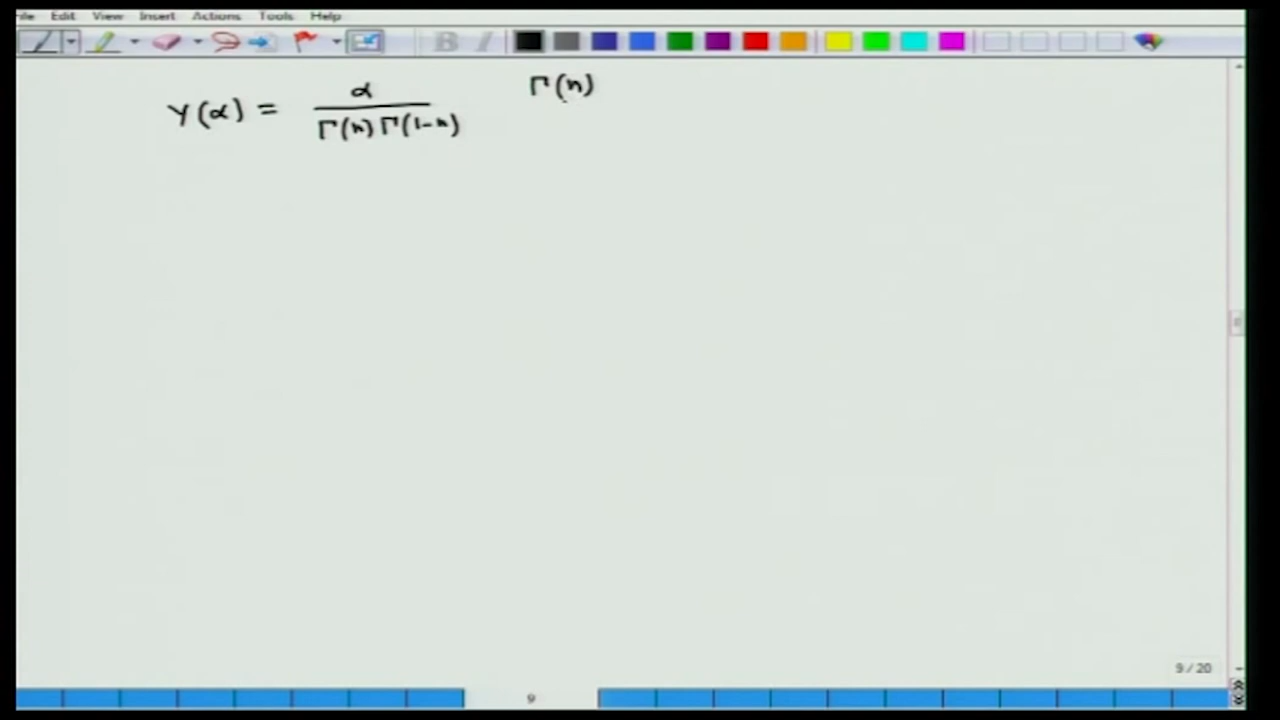 File Edit View Insert Actions Tools Help
B I
Y(α) = α / Γ(n) Γ(1-n)
Γ(n)
9 / 20
9